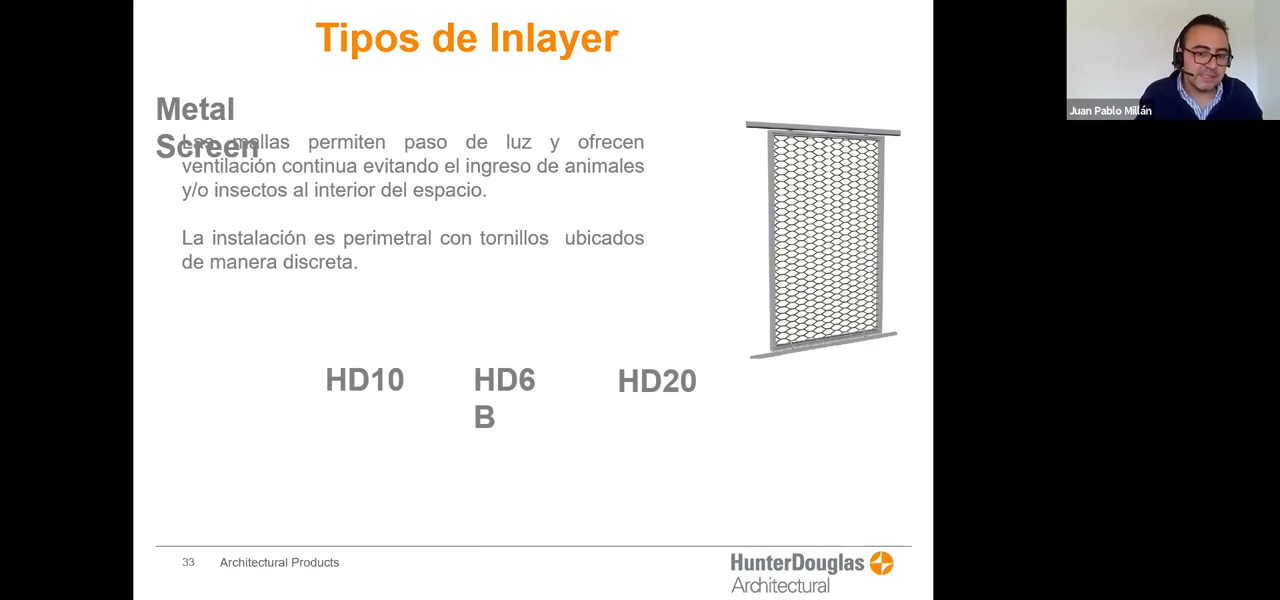 Tipos de Inlayer
Metal
Screen
Las mallas permiten paso de luz y ofrecen
ventilación continua evitando el ingreso de animales
y/o insectos al interior del espacio.
La instalación es perimetral con tornillos ubicados
de manera discreta.
HD10
HD6
B
HD20
33 Architectural Products
HunterDouglas
Architectural
Juan Pablo Millán